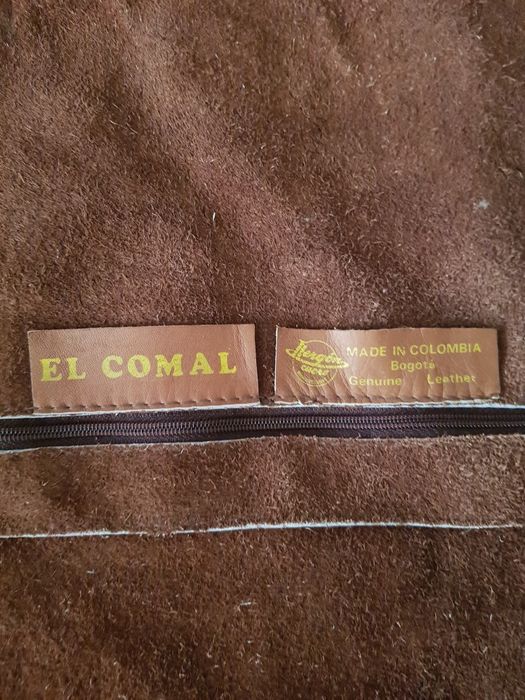 EL COMAL
MADE IN COLOMBIA
Bogota
Genuine Leather